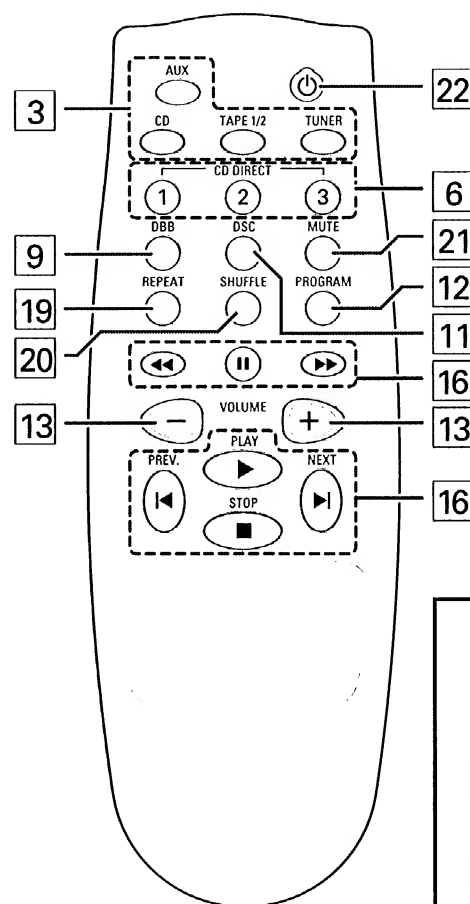 AUX
22
3
CD TAPE 1/2 TUNER
CD DIRECT
1 2 3
6
DBB DSC MUTE
9
21
REPEAT SHUFFLE PROGRAM
19
12
20
11
16
13
VOLUME
- +
13
PLAY
PREV. NEXT
STOP
16